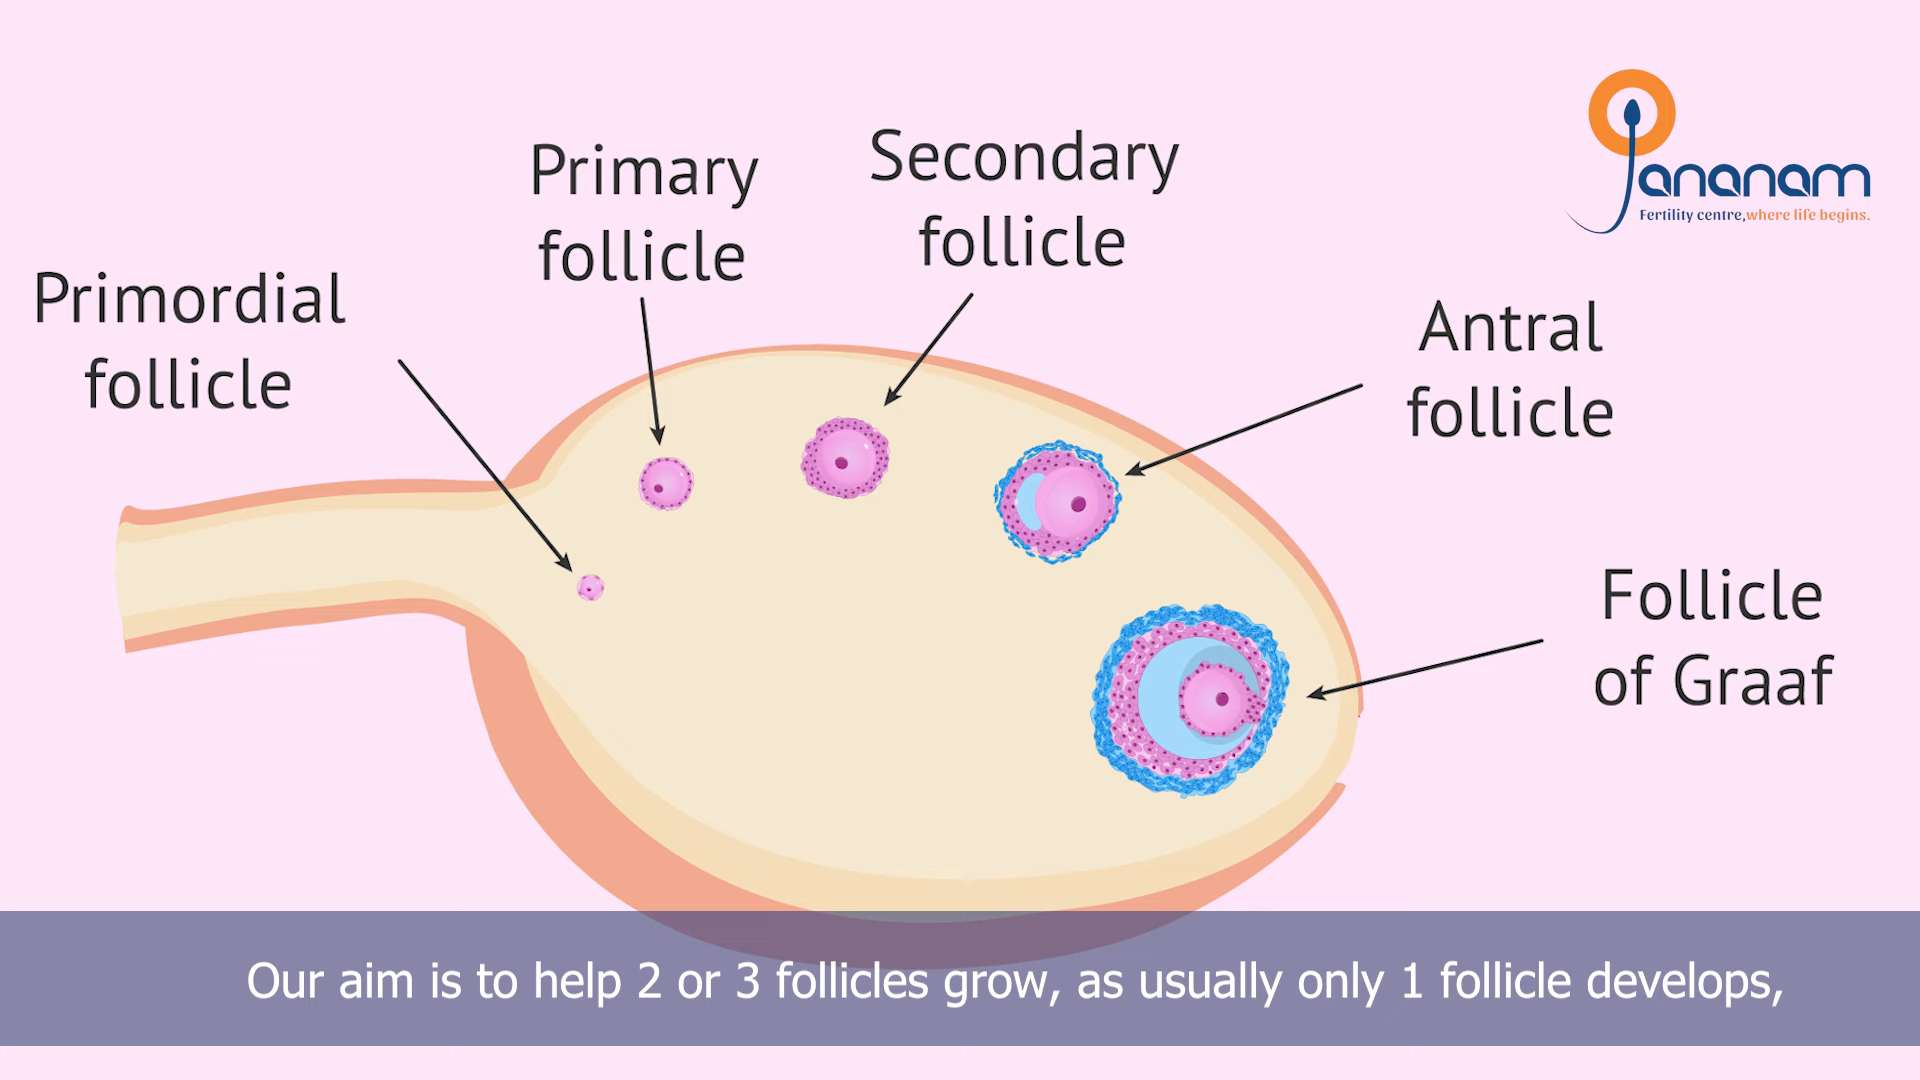 Primary
follicle
Secondary
follicle
Jananam
Fertility centre,where life begins.
Primordial
follicle
Antral
follicle
Follicle
of Graaf
Our aim is to help 2 or 3 follicles grow, as usually only 1 follicle develops,